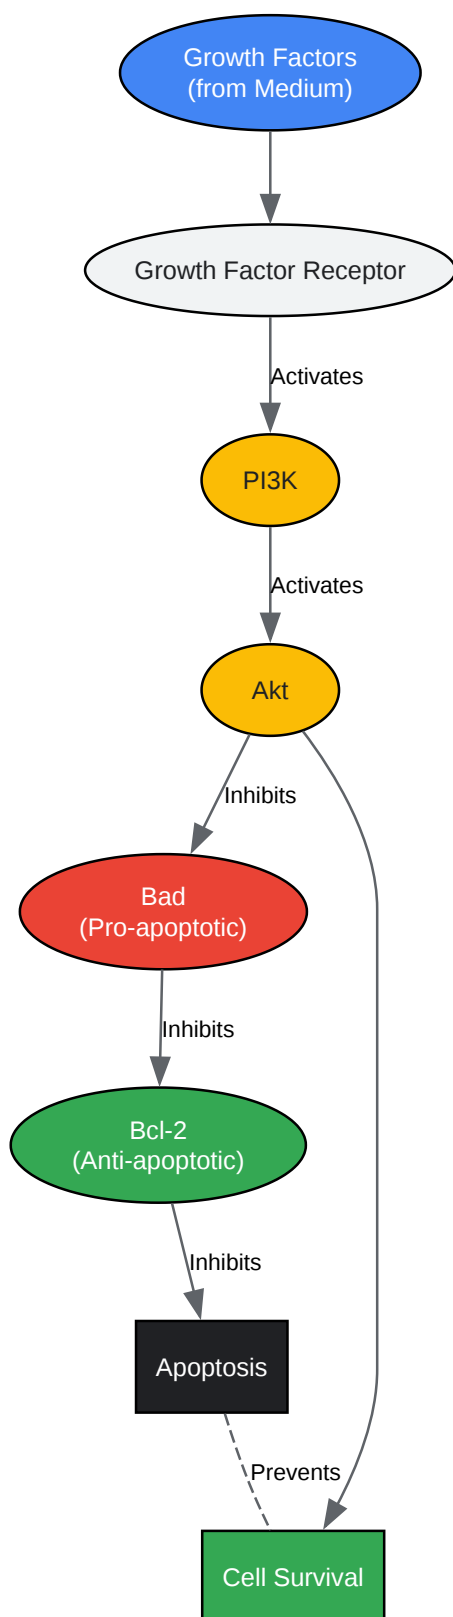 Growth Factors
(from Medium)
Growth Factor Receptor
Activates
PI3K
Activates
Akt
Inhibits
Bad
(Pro-apoptotic)
Inhibits
Bcl-2
(Anti-apoptotic)
Inhibits
Apoptosis
Prevents
Cell Survival